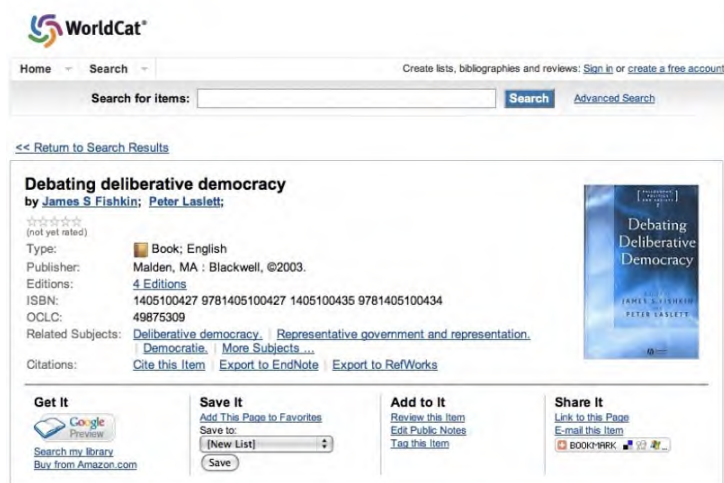 WorldCat®
Home Search Create lists, bibliographies and reviews: Sign in or create a free account
Search for items: Search Advanced Search
<< Return to Search Results
Debating deliberative democracy
by James S Fishkin; Peter Laslett;
(not yet rated)
Type: Book; English
Publisher: Malden, MA : Blackwell, ©2003.
Editions: 4 Editions
ISBN: 1405100427 9781405100427 1405100435 9781405100434
OCLC: 49875309
Related Subjects: Deliberative democracy. | Representative government and representation.
| Democratie. | More Subjects ...
Citations: Cite this Item | Export to EndNote | Export to RefWorks
Debating
Deliberative
Democracy
JAMES S. FISHKIN
PETER LASLETT
Get It
Google
Preview
Search my library
Buy from Amazon.com
Save It
Add This Page to Favorites
Save to:
[New List]
Save
Add to It
Review this Item
Edit Public Notes
Tag this Item
Share It
Link to this Page
E-mail this Item
BOOKMARK